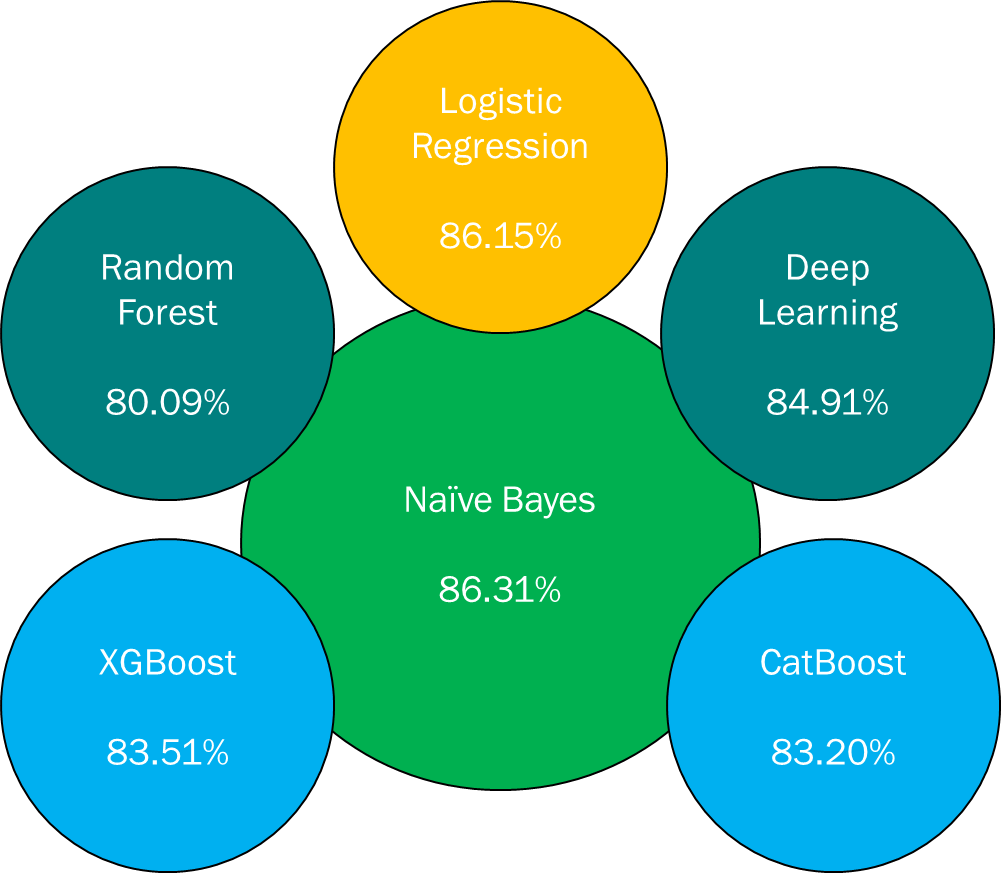 Logistic
Regression
86.15%
Random
Forest
80.09%
Deep
Learning
84.91%
Naïve Bayes
86.31%
XGBoost
83.51%
CatBoost
83.20%